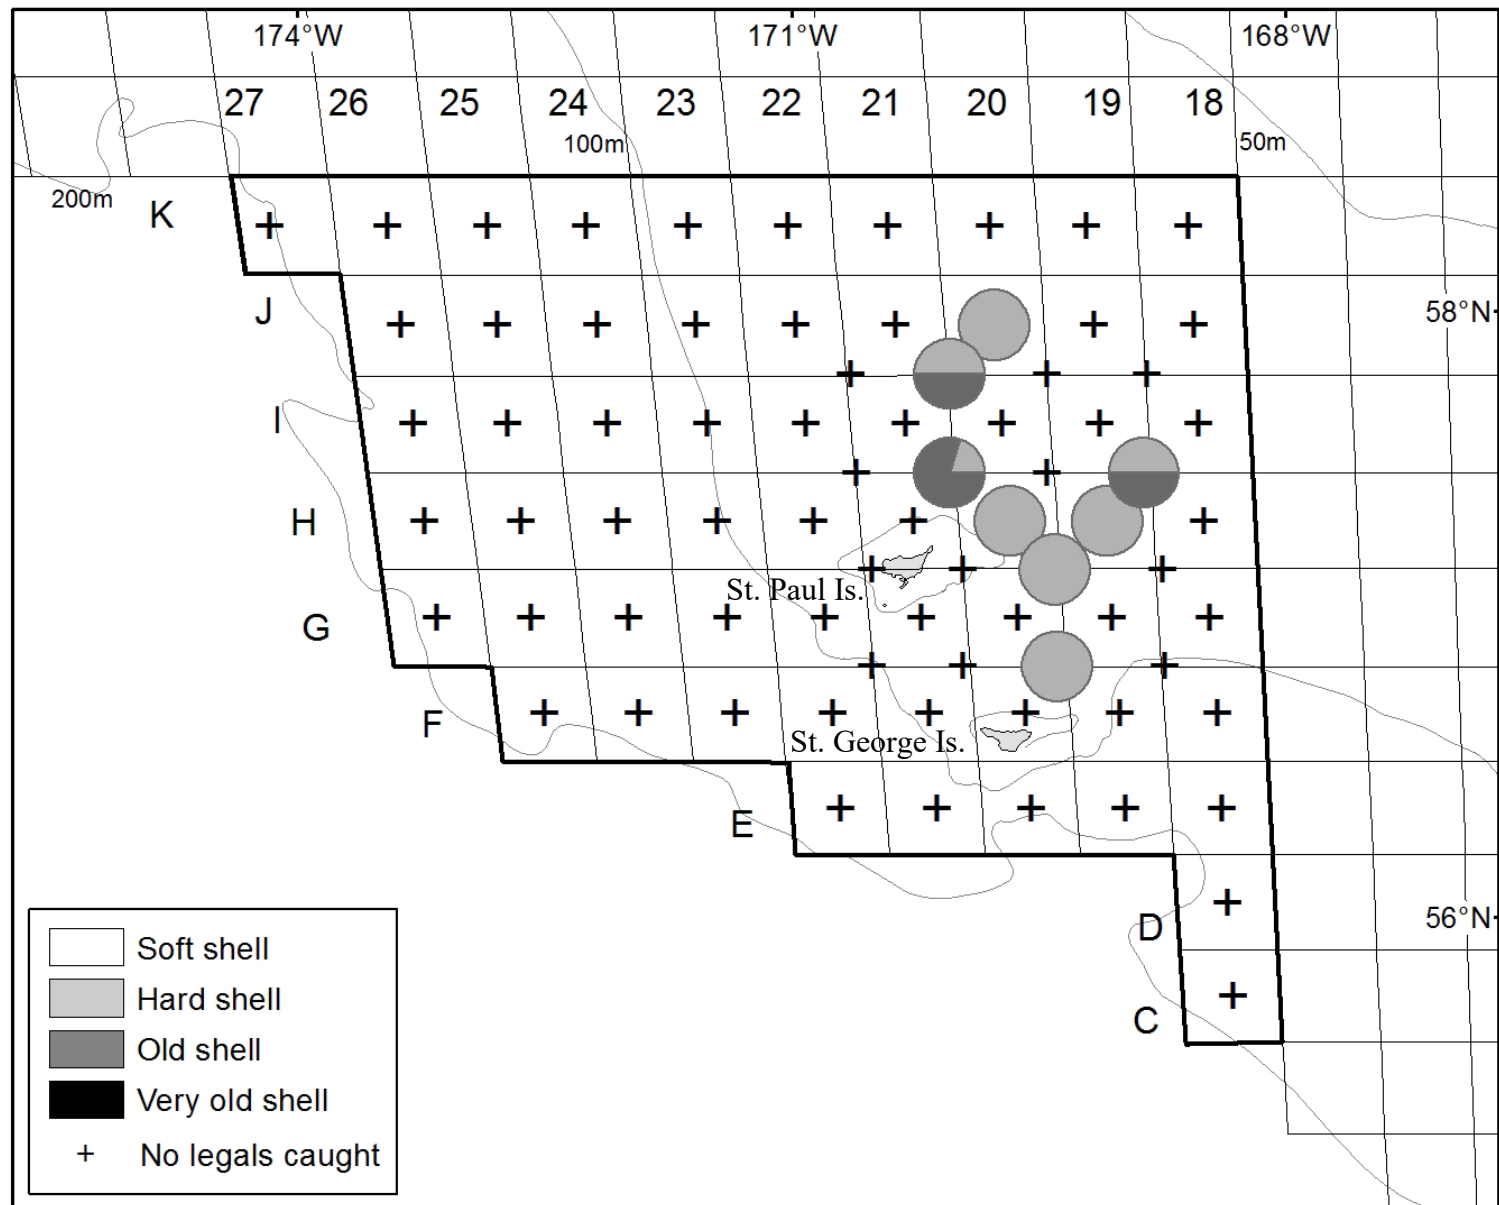 174°W 171°W 168°W
27 26 25 24 23 22 21 20 19 18
100m 50m
200m
K
J 58°N
I
H
St. Paul Is.
G
F
St. George Is.
E
D 56°N
C
Soft shell
Hard shell
Old shell
Very old shell
+ No legals caught